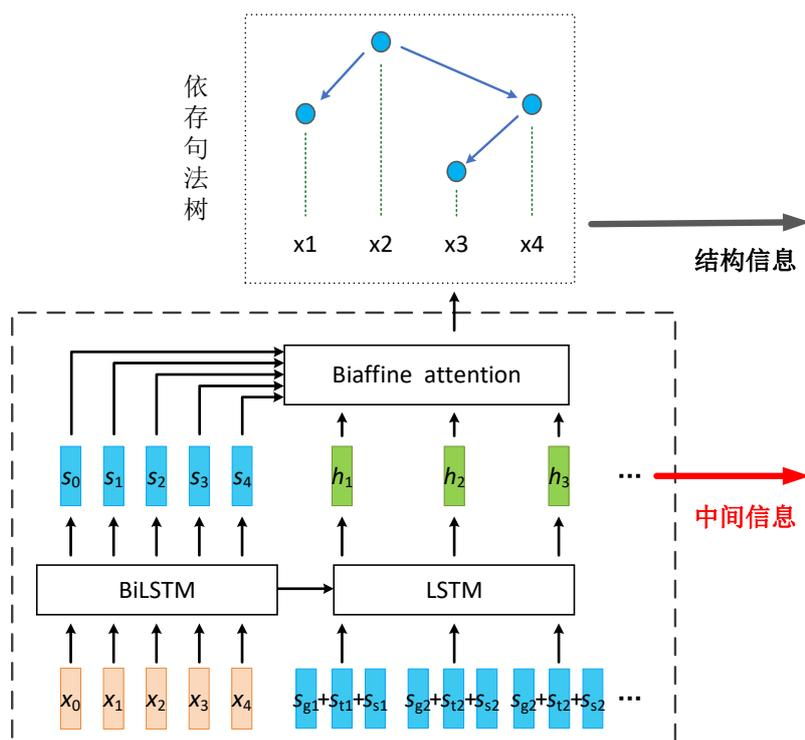 依存句法树
x1 x2 x3 x4
结构信息
Biaffine attention
s0 s1 s2 s3 s4 h1 h2 h3 ...
中间信息
BiLSTM LSTM
x0 x1 x2 x3 x4 sg1+st1+ss1 sg2+st2+ss2 sg2+st2+ss2 ...